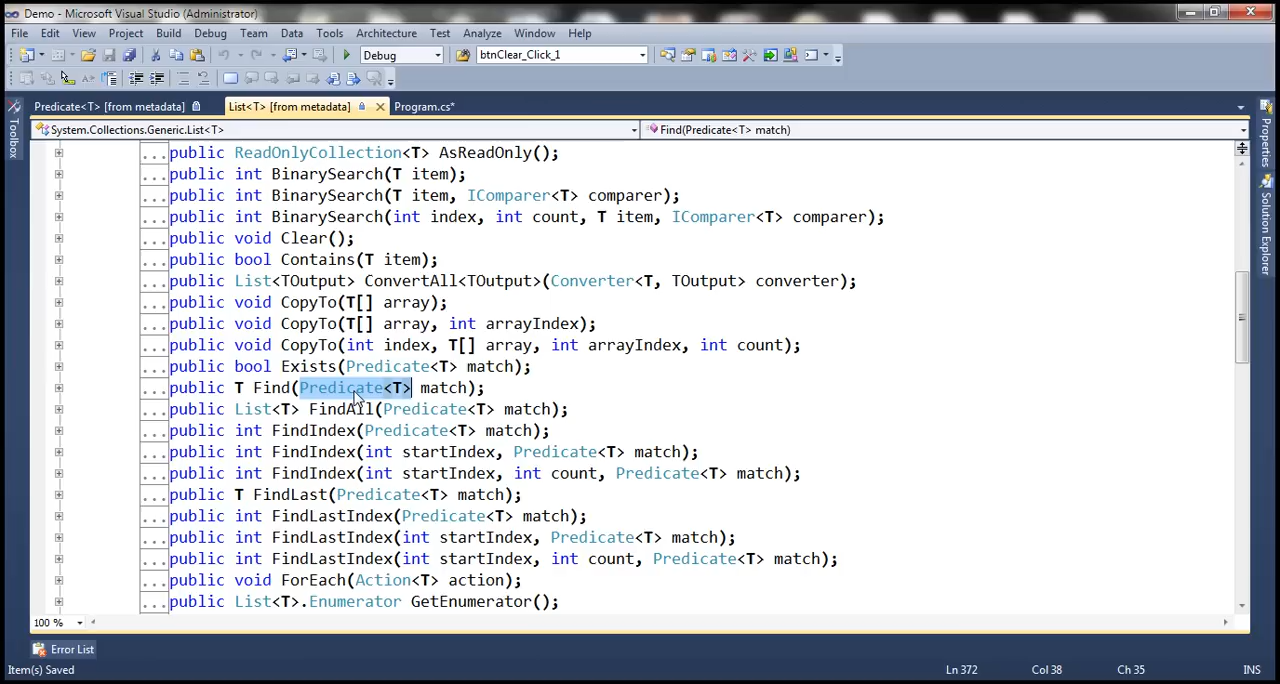 Demo - Microsoft Visual Studio (Administrator)
File Edit View Project Build Debug Team Data Tools Architecture Test Analyze Window Help
Debug btnClear_Click_1
Predicate<T> [from metadata] List<T> [from metadata] Program.cs*
System.Collections.Generic.List<T> Find(Predicate<T> match)
Toolbox
Properties
Solution Explorer
... public ReadOnlyCollection<T> AsReadOnly();
... public int BinarySearch(T item);
... public int BinarySearch(T item, IComparer<T> comparer);
... public int BinarySearch(int index, int count, T item, IComparer<T> comparer);
... public void Clear();
... public bool Contains(T item);
... public List<TOutput> ConvertAll<TOutput>(Converter<T, TOutput> converter);
... public void CopyTo(T[] array);
... public void CopyTo(T[] array, int arrayIndex);
... public void CopyTo(int index, T[] array, int arrayIndex, int count);
... public bool Exists(Predicate<T> match);
... public T Find(Predicate<T> match);
... public List<T> FindAll(Predicate<T> match);
... public int FindIndex(Predicate<T> match);
... public int FindIndex(int startIndex, Predicate<T> match);
... public int FindIndex(int startIndex, int count, Predicate<T> match);
... public T FindLast(Predicate<T> match);
... public int FindLastIndex(Predicate<T> match);
... public int FindLastIndex(int startIndex, Predicate<T> match);
... public int FindLastIndex(int startIndex, int count, Predicate<T> match);
... public void ForEach(Action<T> action);
... public List<T>.Enumerator GetEnumerator();
100 %
Error List
Item(s) Saved Ln 372 Col 38 Ch 35 INS